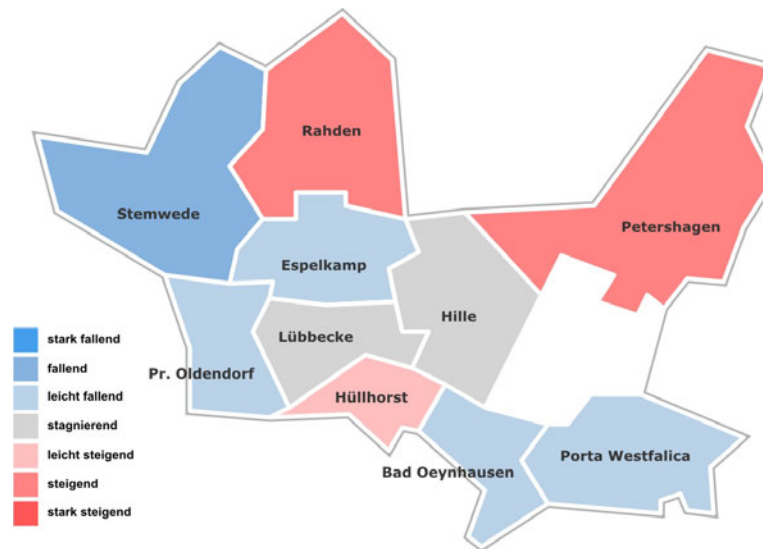 Rahden
Stemwede
Petershagen
Espelkamp
Hille
Lübbecke
Pr. Oldendorf
Hüllhorst
Bad Oeynhausen
Porta Westfalica
stark fallend
fallend
leicht fallend
stagnierend
leicht steigend
steigend
stark steigend